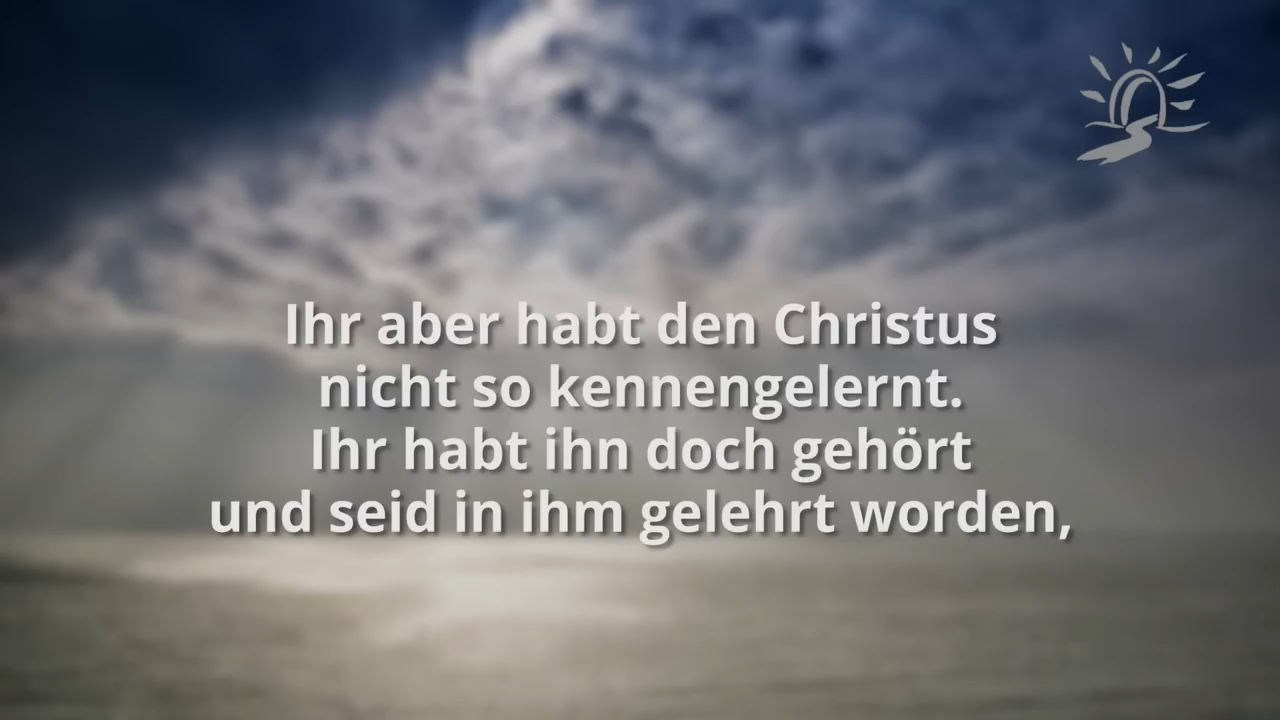 Ihr aber habt den Christus
nicht so kennengelernt.
Ihr habt ihn doch gehört
und seid in ihm gelehrt worden,